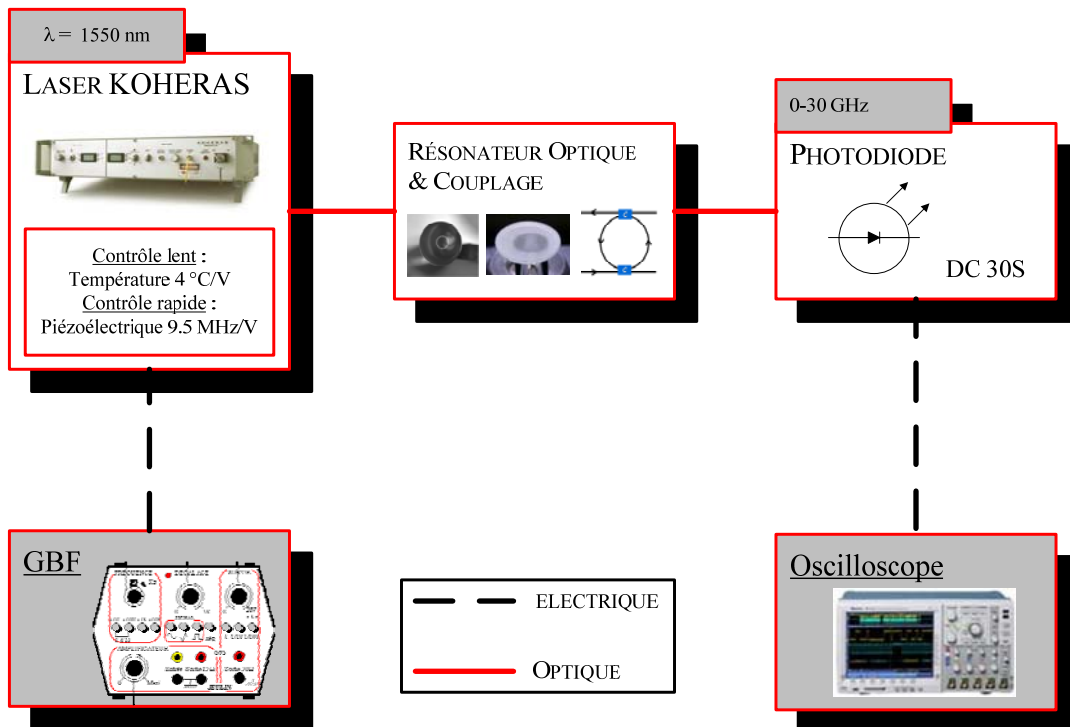 λ = 1550 nm
LASER KOHERAS
Contrôle lent :
Température 4 °C/V
Contrôle rapide :
Piézoélectrique 9.5 MHz/V
RÉSONATEUR OPTIQUE
& COUPLAGE
0-30 GHz
PHOTODIODE
DC 30S
GBF
ELECTRIQUE
OPTIQUE
Oscilloscope